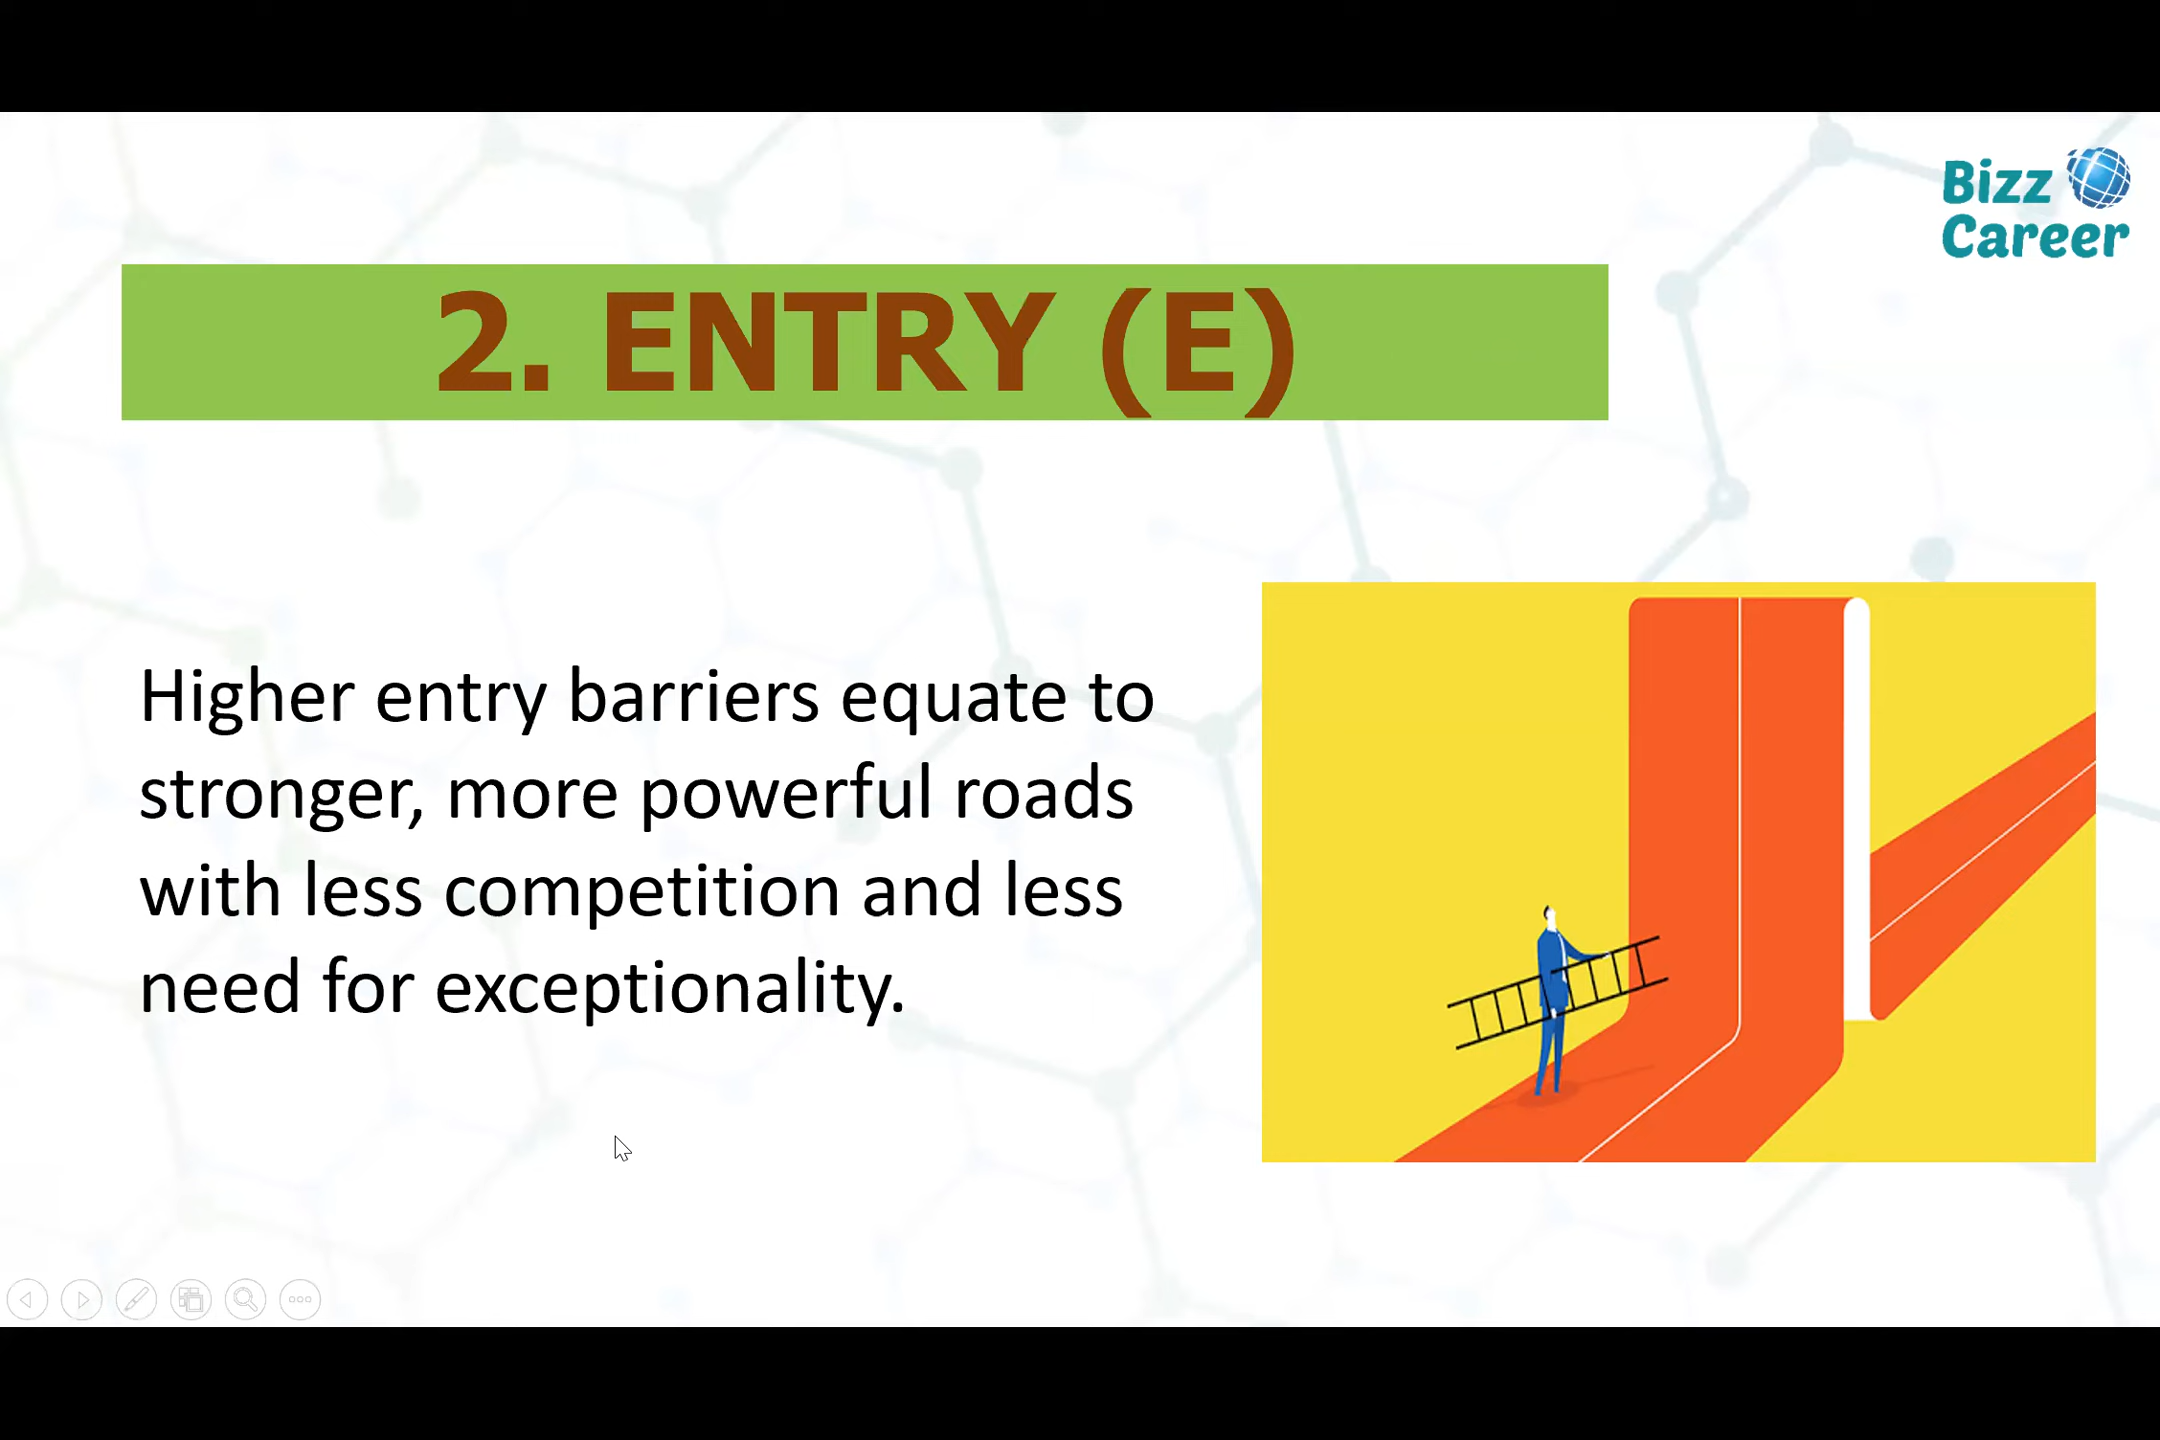 Bizz
Career
2. ENTRY (E)
Higher entry barriers equate to
stronger, more powerful roads
with less competition and less
need for exceptionality.